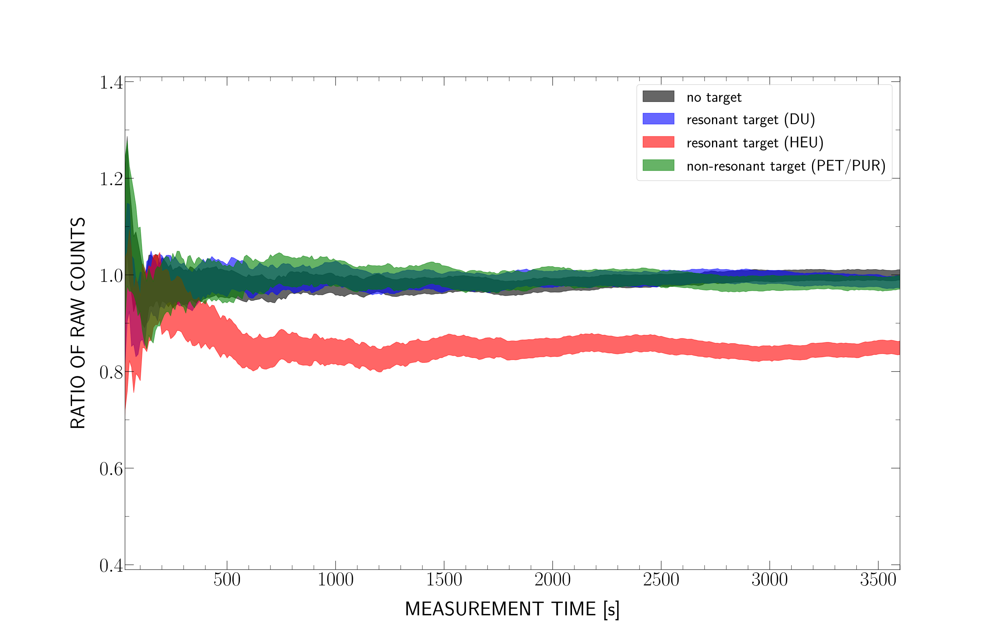 1.4
1.2
1.0
0.8
0.6
0.4
RATIO OF RAW COUNTS
no target
resonant target (DU)
resonant target (HEU)
non-resonant target (PET/PUR)
500 1000 1500 2000 2500 3000 3500
MEASUREMENT TIME [s]